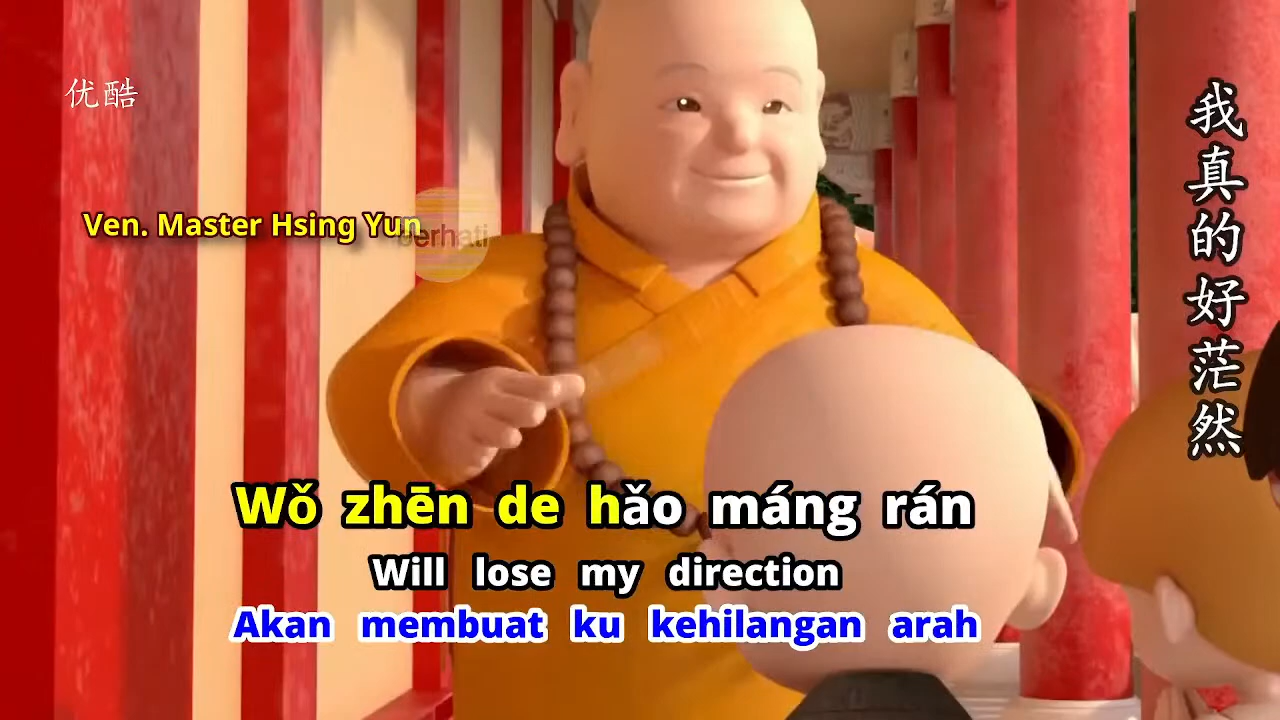 优酷
我真的好茫然
Ven. Master Hsing Yun
berhati
Wǒ zhēn de hǎo máng rán
Will lose my direction
Akan membuat ku kehilangan arah